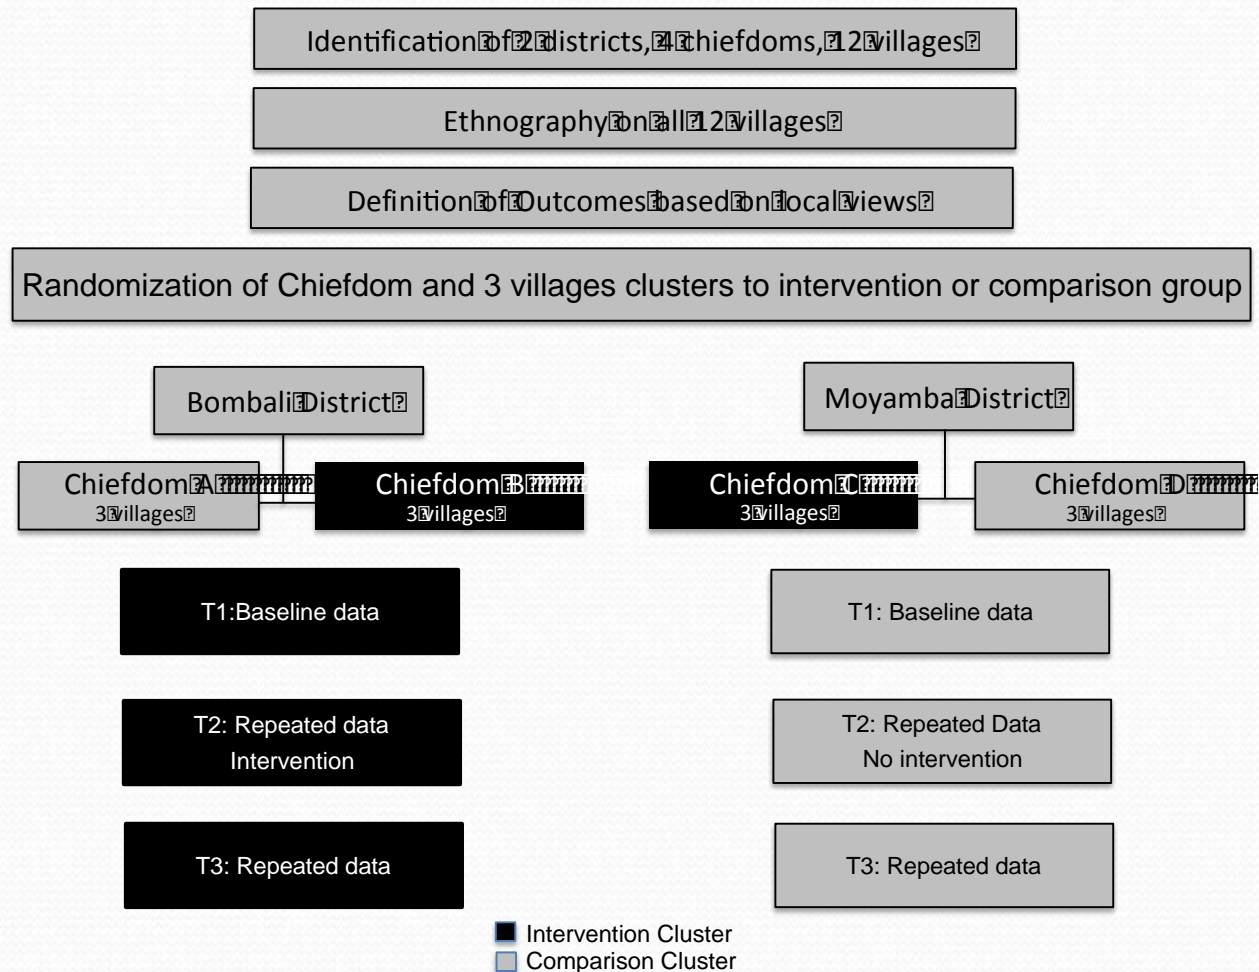 Identification of 2 districts, 4 chiefdoms, 12 villages
Ethnography on all 12 villages
Definition of Outcomes based on local views
Randomization of Chiefdom and 3 villages clusters to intervention or comparison group
Bombali District
Moyamba District
Chiefdom A
3 villages
Chiefdom B
3 villages
Chiefdom C
3 villages
Chiefdom D
3 villages
T1:Baseline data
T1: Baseline data
T2: Repeated data
Intervention
T2: Repeated Data
No intervention
T3: Repeated data
T3: Repeated data
Intervention Cluster
Comparison Cluster